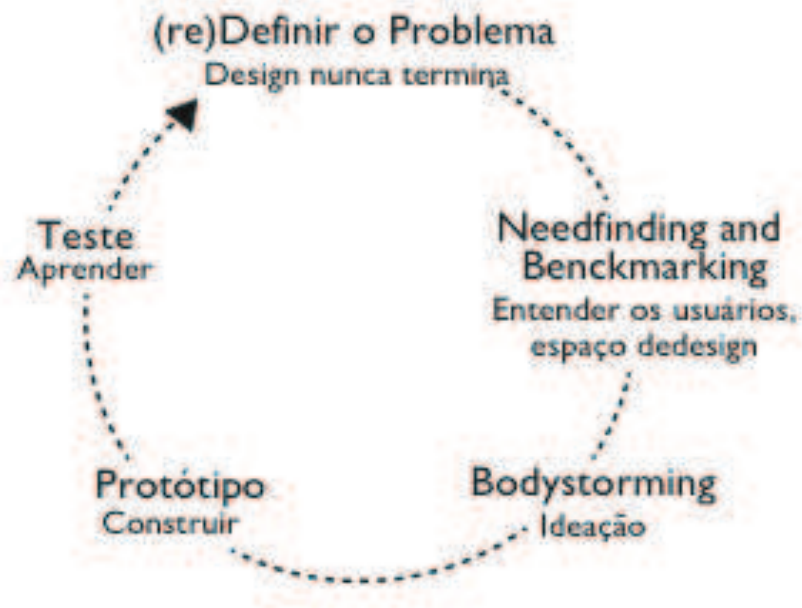 (re)Definir o Problema
Design nunca termina
Needfinding and
Benckmarking
Entender os usuários,
espaço dedesign
Bodystorming
Ideação
Protótipo
Construir
Teste
Aprender